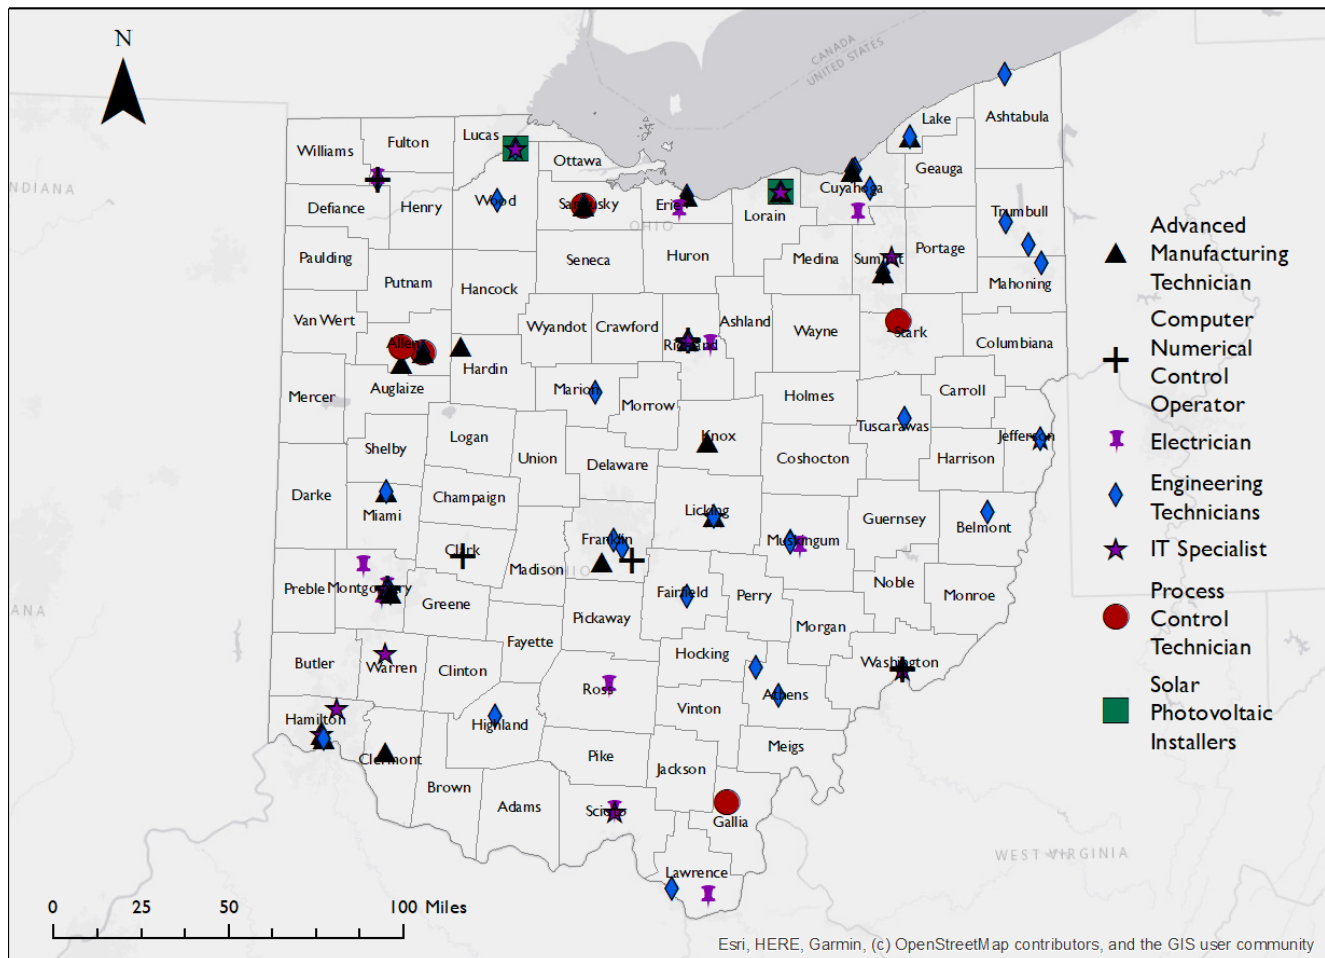 N
CANADA
UNITED STATES
Lake
Ashtabula
Lucas
Fulton
Williams
Ottawa
Geauga
NDIANA
Cuyahoga
Defiance
Henry
Wood
Sandusky
Erie
Lorain
Trumbull
OHIO
Paulding
Seneca
Huron
Medina
Summit
Portage
Mahoning
Putnam
Hancock
Van Wert
Wyandot
Crawford
Richland
Ashland
Wayne
Stark
Columbiana
Allen
Hardin
Mercer
Auglaize
Marion
Morrow
Holmes
Carroll
Tuscarawas
Jefferson
Logan
Knox
Shelby
Union
Delaware
Coshocton
Harrison
Darke
Champaign
Miami
Licking
Guernsey
Belmont
Franklin
Muskingum
Clark
Madison
OHIO
Noble
Preble
Montgomery
Greene
Fairfield
Perry
Monroe
ANA
Pickaway
Morgan
Fayette
Hocking
Washington
Butler
Warren
Clinton
Ross
Athens
Vinton
Hamilton
Highland
Meigs
Clermont
Pike
Jackson
Brown
Adams
Scioto
Gallia
WEST VIRGINIA
Lawrence
Advanced
Manufacturing
Technician
Computer
Numerical
Control
Operator
Electrician
Engineering
Technicians
IT Specialist
Process
Control
Technician
Solar
Photovoltaic
Installers
0 25 50 100 Miles
Esri, HERE, Garmin, (c) OpenStreetMap contributors, and the GIS user community